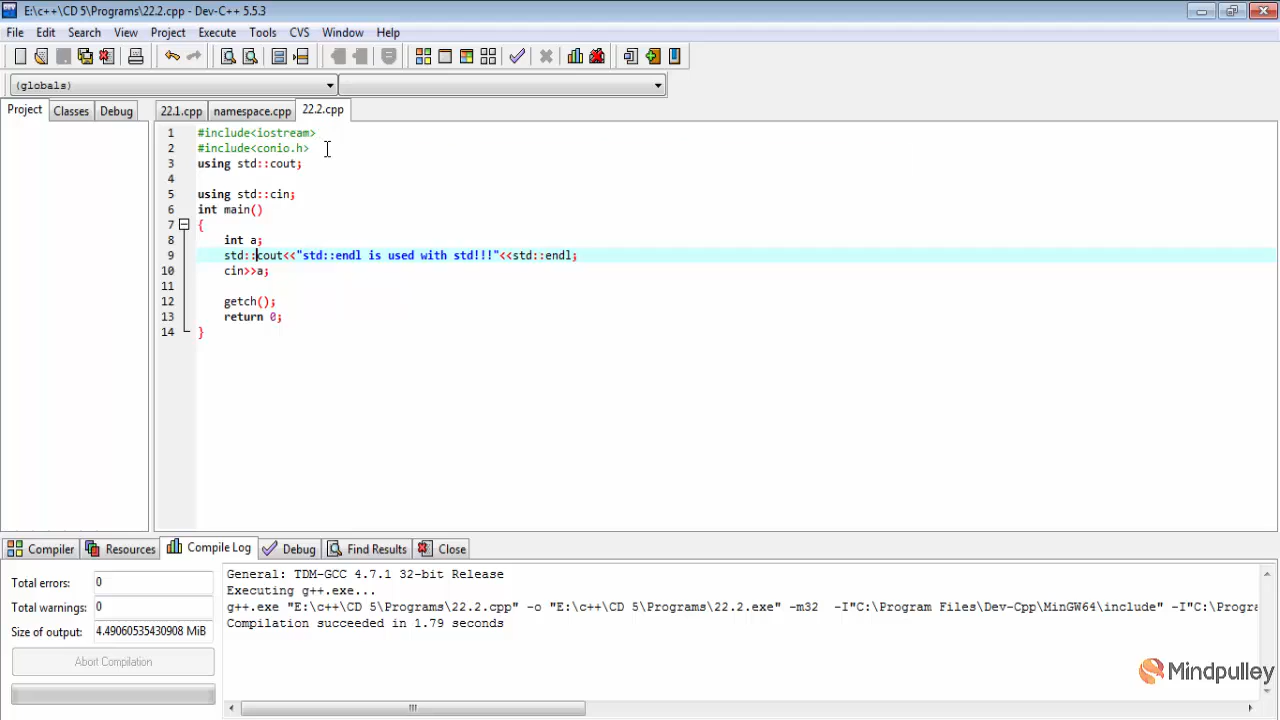 E:\c++\CD 5\Programs\22.2.cpp - Dev-C++ 5.5.3
File Edit Search View Project Execute Tools CVS Window Help
(globals)
Project Classes Debug 22.1.cpp namespace.cpp 22.2.cpp
1 #include<iostream>
2 #include<conio.h>
3 using std::cout;
4
5 using std::cin;
6 int main()
7 {
8 int a;
9 std::cout<<"std::endl is used with std!!!"<<std::endl;
10 cin>>a;
11
12 getch();
13 return 0;
14 }
Compiler Resources Compile Log Debug Find Results Close
Total errors: 0
Total warnings: 0
Size of output: 4.49060535430908 MiB
Abort Compilation
General: TDM-GCC 4.7.1 32-bit Release
Executing g++.exe...
g++.exe "E:\c++\CD 5\Programs\22.2.cpp" -o "E:\c++\CD 5\Programs\22.2.exe" -m32 -I"C:\Program Files\Dev-Cpp\MinGW64\include" -I"C:\Progra
Compilation succeeded in 1.79 seconds
Mindpulley